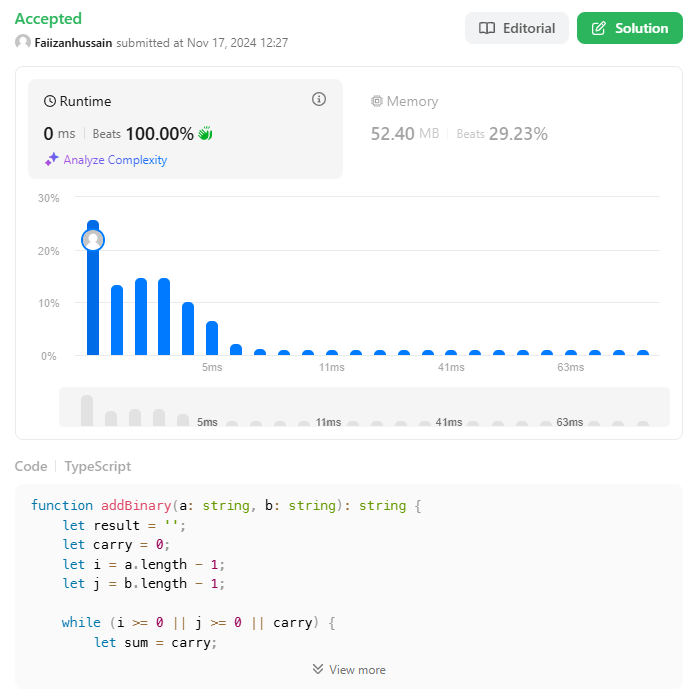 Accepted
Editorial
Solution
Faiizanhussain submitted at Nov 17, 2024 12:27
Runtime
0 ms | Beats 100.00%
Analyze Complexity
Memory
52.40 MB | Beats 29.23%
30%
20%
10%
0%
5ms 11ms 41ms 63ms
5ms 11ms 41ms 63ms
Code | TypeScript
function addBinary(a: string, b: string): string {
    let result = '';
    let carry = 0;
    let i = a.length - 1;
    let j = b.length - 1;
    while (i >= 0 || j >= 0 || carry) {
        let sum = carry;
View more